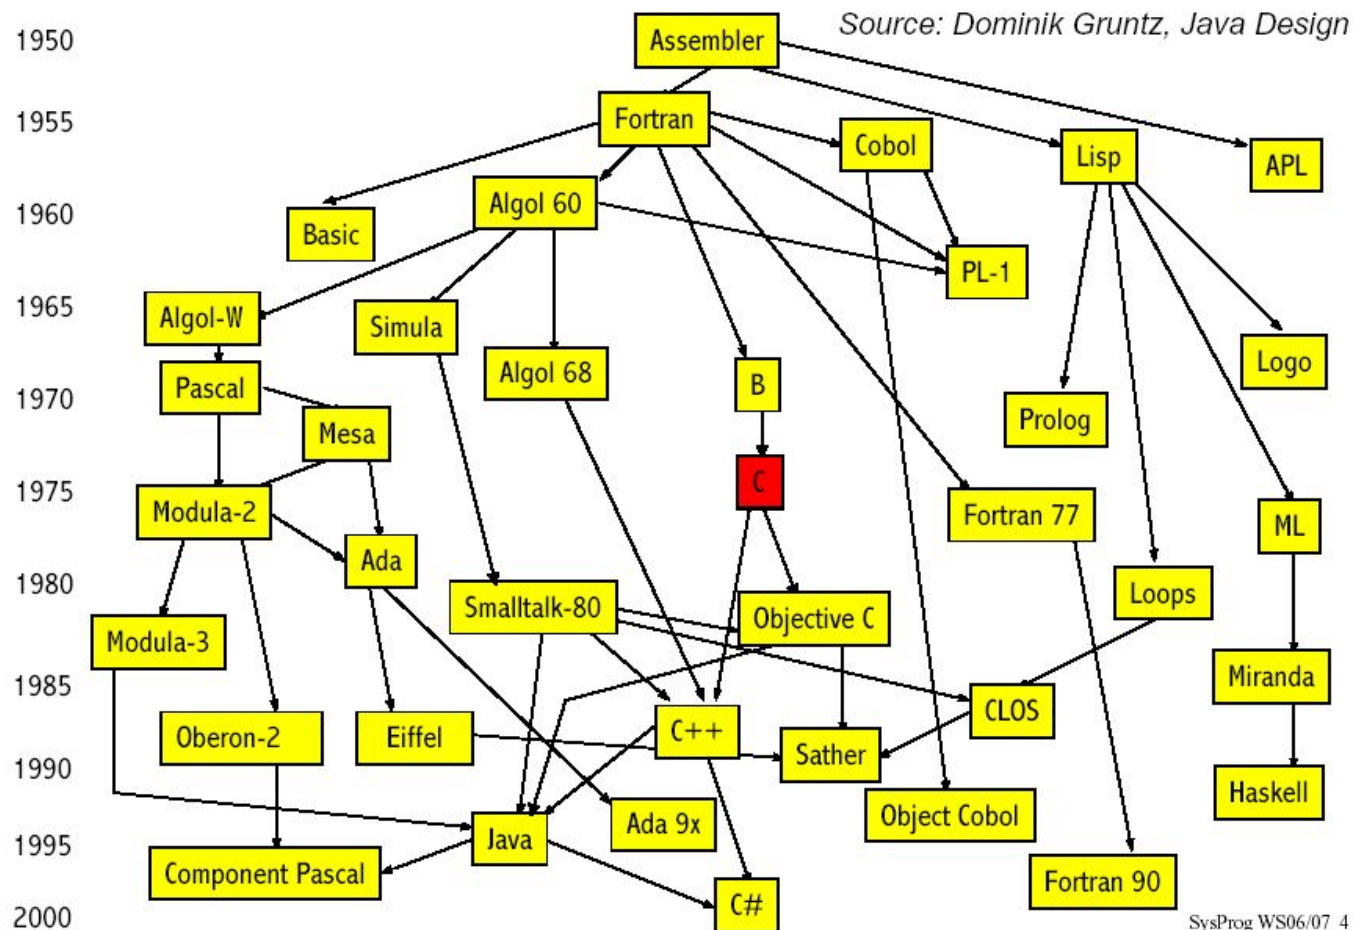 Source: Dominik Gruntz, Java Design
1950
Assembler
1955
Fortran
Cobol
Lisp
APL
1960
Algol 60
Basic
PL-1
1965
Algol-W
Simula
Algol 68
Logo
Pascal
B
1970
Mesa
Prolog
1975
C
Modula-2
Fortran 77
ML
Ada
1980
Smalltalk-80
Objective C
Loops
Modula-3
1985
Miranda
CLOS
Oberon-2
Eiffel
C++
Sather
1990
Haskell
Object Cobol
Ada 9x
1995
Java
Component Pascal
Fortran 90
C#
2000
SysProg WS06/07 4